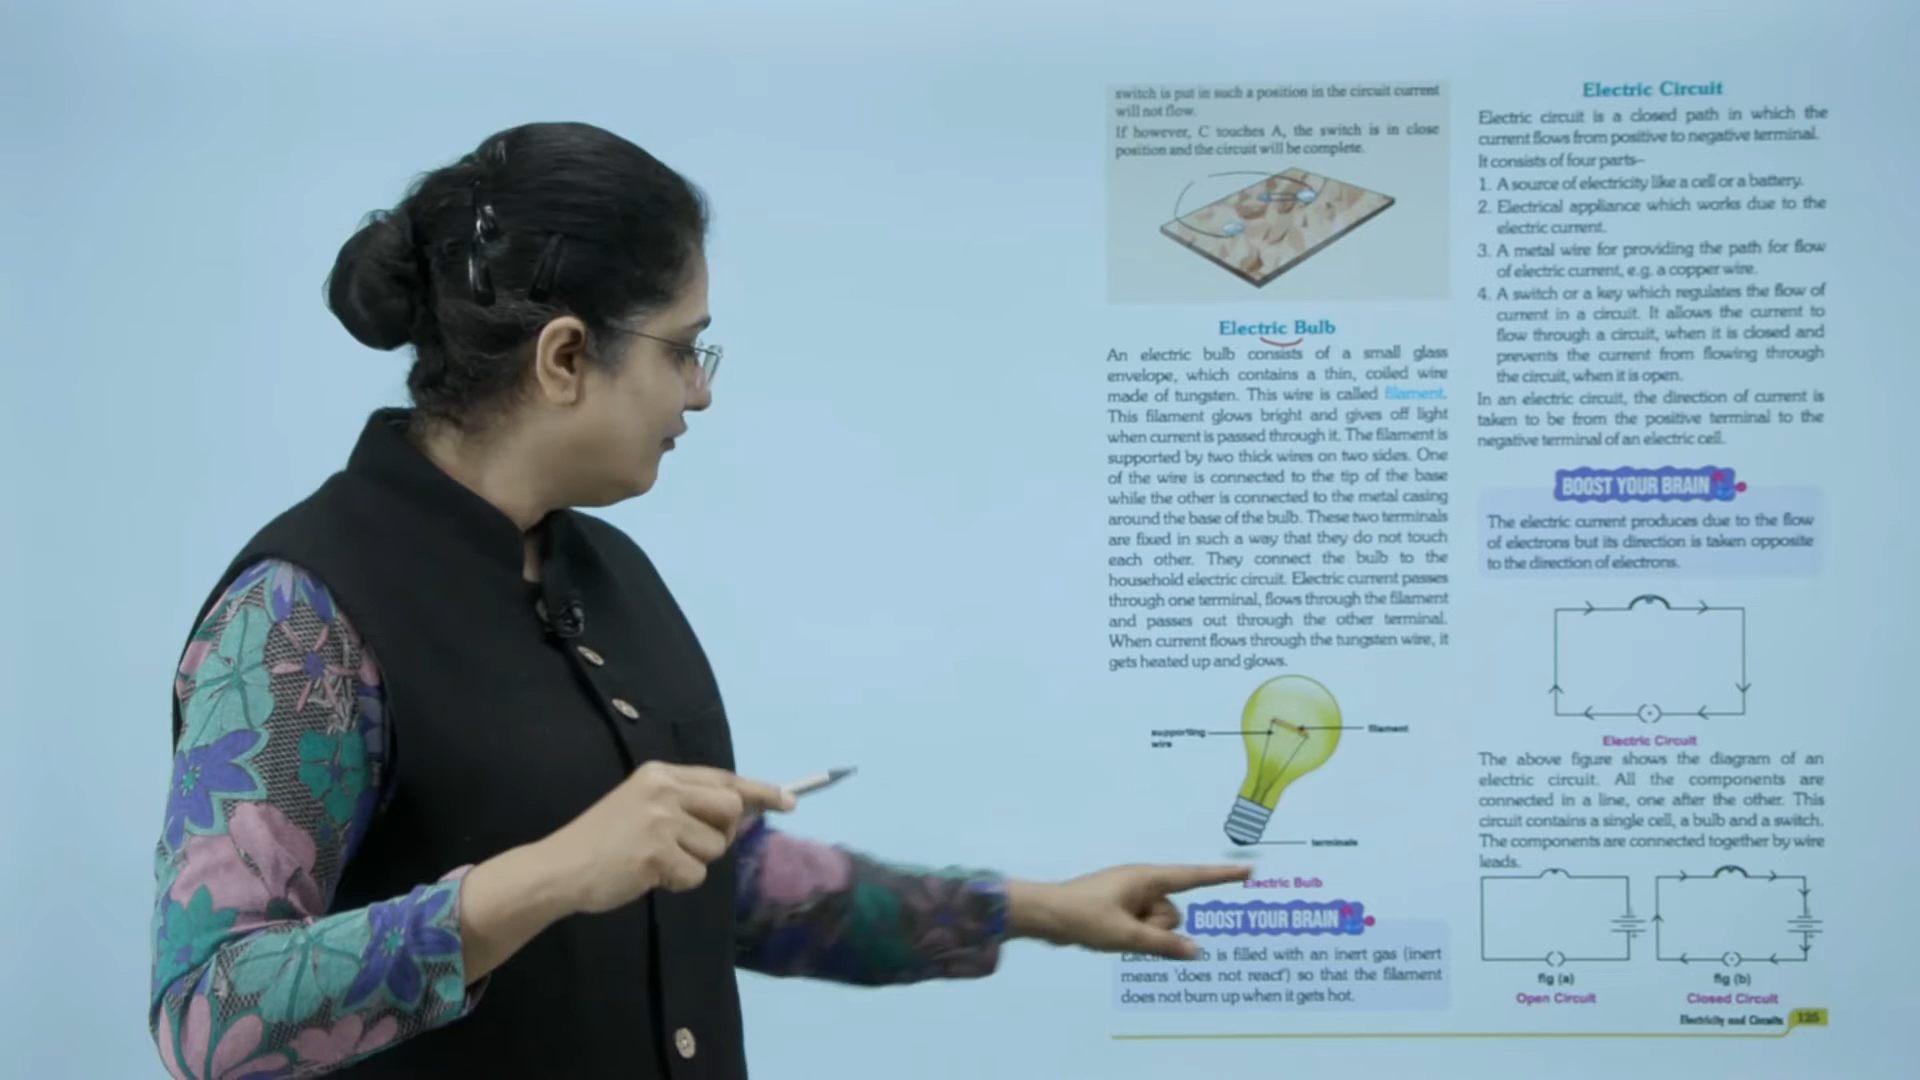 switch is put in such a position in the circuit current
will not flow.
If however, C touches A, the switch is in close
position and the circuit will be complete.
Electric Bulb
An electric bulb consists of a small glass
envelope, which contains a thin, coiled wire
made of tungsten. This wire is called filament.
This filament glows bright and gives off light
when current is passed through it. The filament is
supported by two thick wires on two sides. One
of the wire is connected to the tip of the base
while the other is connected to the metal casing
around the base of the bulb. These two terminals
are fixed in such a way that they do not touch
each other. They connect the bulb to the
household electric circuit. Electric current passes
through one terminal, flows through the filament
and passes out through the other terminal.
When current flows through the tungsten wire, it
gets heated up and glows.
supporting
wire
filament
terminals
Electric Bulb
BOOST YOUR BRAIN
is filled with an inert gas (inert
means 'does not react') so that the filament
does not burn up when it gets hot.
Electric Circuit
Electric circuit is a closed path in which the
current flows from positive to negative terminal.
It consists of four parts–
1. A source of electricity like a cell or a battery.
2. Electrical appliance which works due to the
electric current.
3. A metal wire for providing the path for flow
of electric current, e.g. a copper wire.
4. A switch or a key which regulates the flow of
current in a circuit. It allows the current to
flow through a circuit, when it is closed and
prevents the current from flowing through
the circuit, when it is open.
In an electric circuit, the direction of current is
taken to be from the positive terminal to the
negative terminal of an electric cell.
BOOST YOUR BRAIN
The electric current produces due to the flow
of electrons but its direction is taken opposite
to the direction of electrons.
Electric Circuit
The above figure shows the diagram of an
electric circuit. All the components are
connected in a line, one after the other. This
circuit contains a single cell, a bulb and a switch.
The components are connected together by wire
leads.
fig (a)
Open Circuit
fig (b)
Closed Circuit
Electricity and Circuits 125